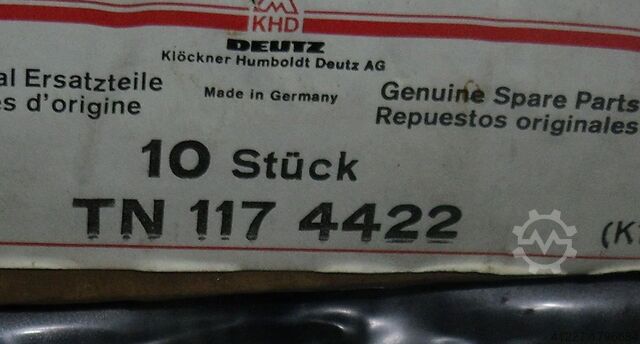 KHD
DEUTZ
Klöckner Humboldt Deutz AG
al Ersatzteile
es d'origine
Made in Germany
Genuine Spare Parts
Repuestos originales
10 Stück
TN 117 4422